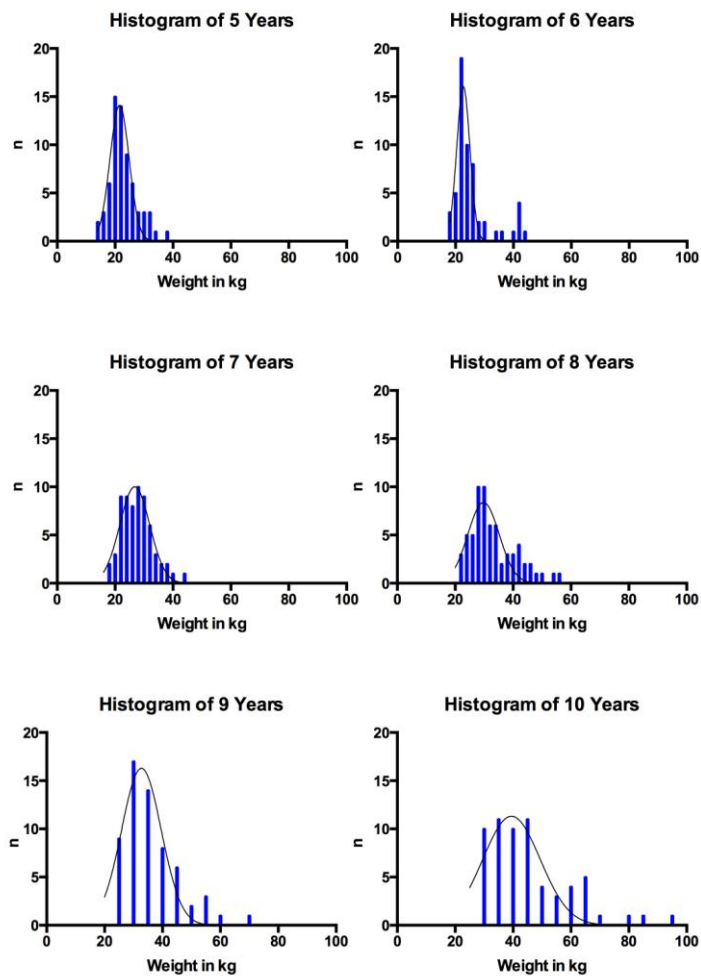 Histogram of 5 Years
20
15
10
5
0
n
0 20 40 60 80 100
Weight in kg
Histogram of 6 Years
20
15
10
5
0
n
0 20 40 60 80 100
Weight in kg
Histogram of 7 Years
20
15
10
5
0
n
0 20 40 60 80 100
Weight in kg
Histogram of 8 Years
20
15
10
5
0
n
0 20 40 60 80 100
Weight in kg
Histogram of 9 Years
20
15
10
5
0
n
0 20 40 60 80 100
Weight in kg
Histogram of 10 Years
20
15
10
5
0
n
0 20 40 60 80 100
Weight in kg